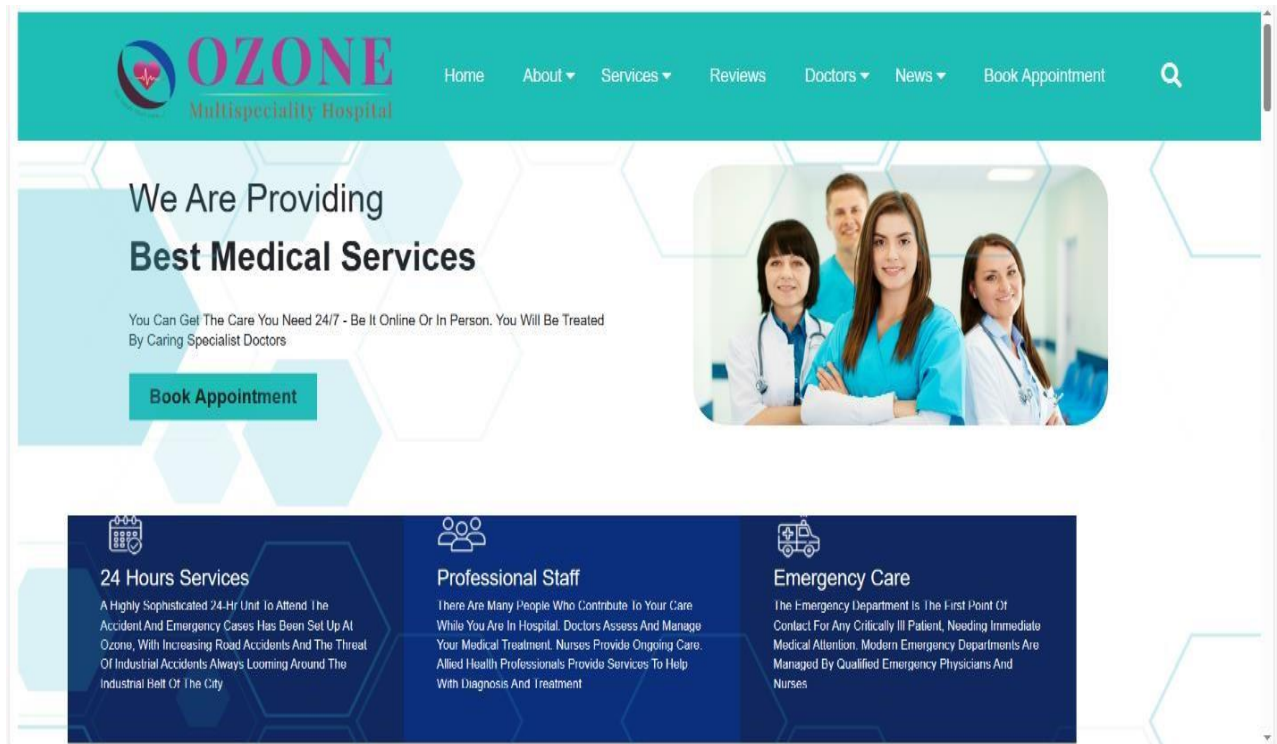 OZONE
Multispeciality Hospital
Home About Services Reviews Doctors News Book Appointment
We Are Providing
Best Medical Services
You Can Get The Care You Need 24/7 - Be It Online Or In Person. You Will Be Treated
By Caring Specialist Doctors
Book Appointment
24 Hours Services
A Highly Sophisticated 24-Hr Unit To Attend The
Accident And Emergency Cases Has Been Set Up At
Ozone, With Increasing Road Accidents And The Threat
Of Industrial Accidents Always Looming Around The
Industrial Belt Of The City
Professional Staff
There Are Many People Who Contribute To Your Care
While You Are In Hospital. Doctors Assess And Manage
Your Medical Treatment. Nurses Provide Ongoing Care.
Allied Health Professionals Provide Services To Help
With Diagnosis And Treatment
Emergency Care
The Emergency Department Is The First Point Of
Contact For Any Critically Ill Patient, Needing Immediate
Medical Attention. Modern Emergency Departments Are
Managed By Qualified Emergency Physicians And
Nurses